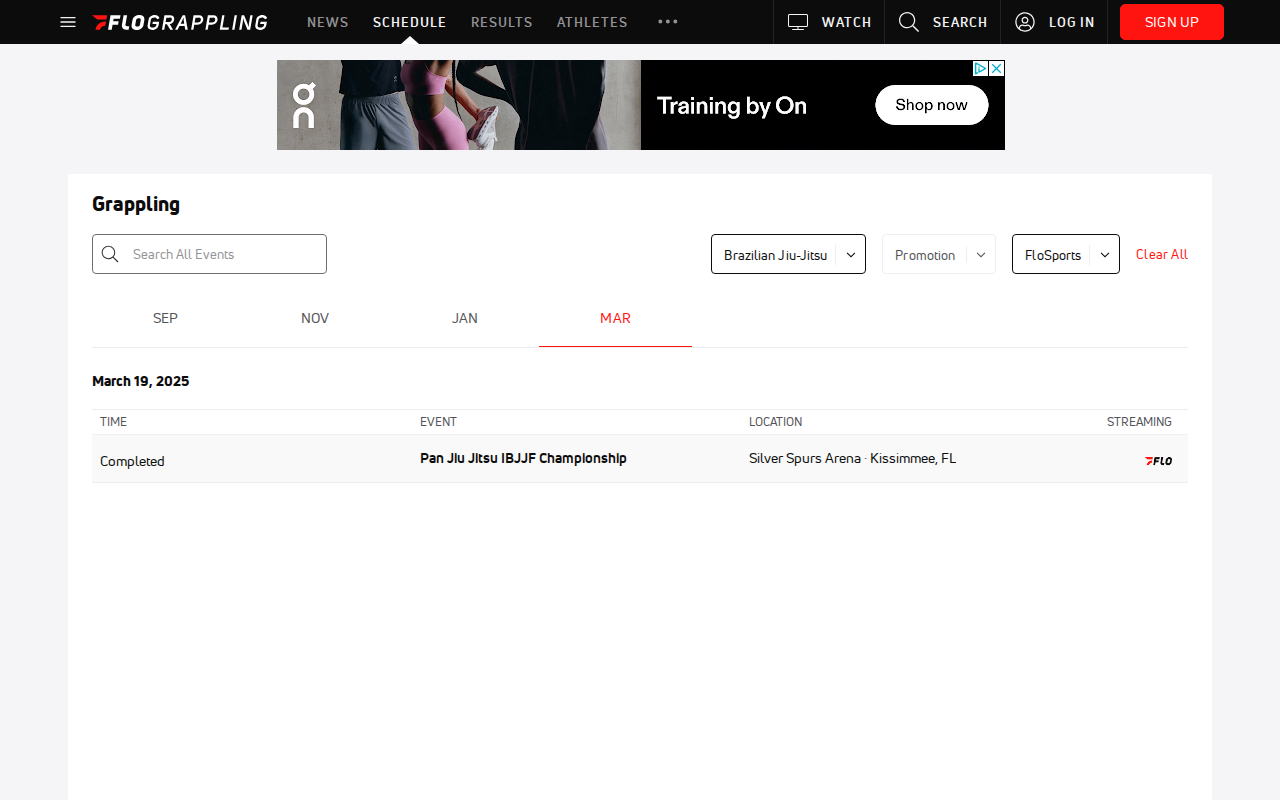 FLOGRAPPLING NEWS SCHEDULE RESULTS ATHLETES WATCH SEARCH LOG IN SIGN UP
on Training by On Shop now
Grappling
Search All Events Brazilian Jiu-Jitsu Promotion FloSports Clear All
SEP NOV JAN MAR
March 19, 2025
TIME EVENT LOCATION STREAMING
Completed Pan Jiu Jitsu IBJJF Championship Silver Spurs Arena · Kissimmee, FL FLO